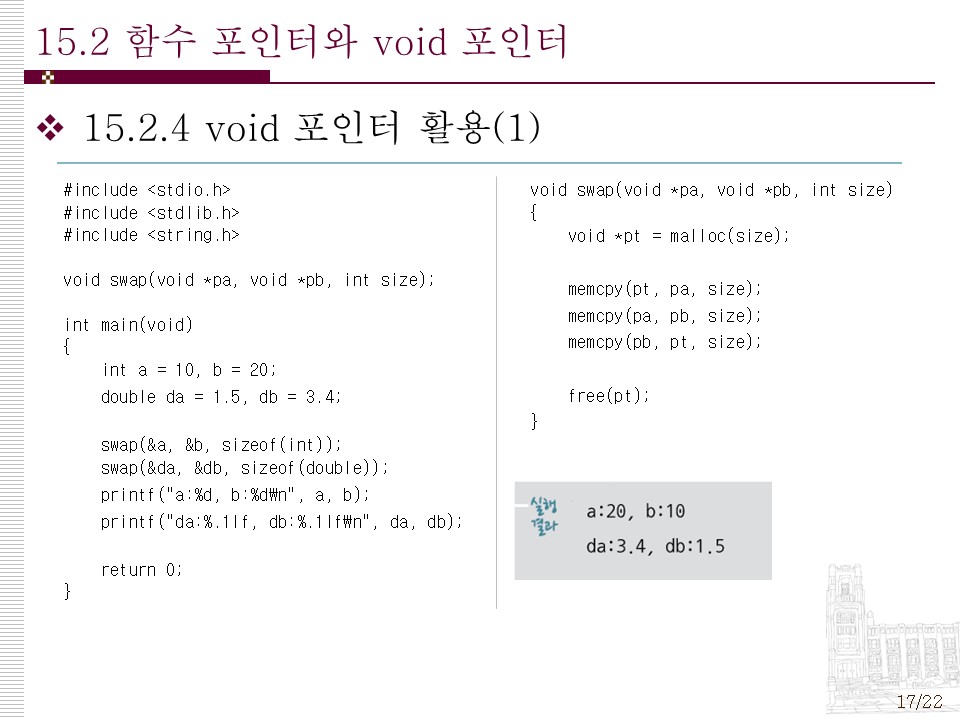 15.2 함수 포인터와 void 포인터
15.2.4 void 포인터 활용(1)
#include <stdio.h>
#include <stdlib.h>
#include <string.h>
void swap(void *pa, void *pb, int size);
int main(void)
{
int a = 10, b = 20;
double da = 1.5, db = 3.4;
swap(&a, &b, sizeof(int));
swap(&da, &db, sizeof(double));
printf("a:%d, b:%d₩n", a, b);
printf("da:%.1lf, db:%.1lf₩n", da, db);
return 0;
}
void swap(void *pa, void *pb, int size)
{
void *pt = malloc(size);
memcpy(pt, pa, size);
memcpy(pa, pb, size);
memcpy(pb, pt, size);
free(pt);
}
실행
결과
a:20, b:10
da:3.4, db:1.5
17/22